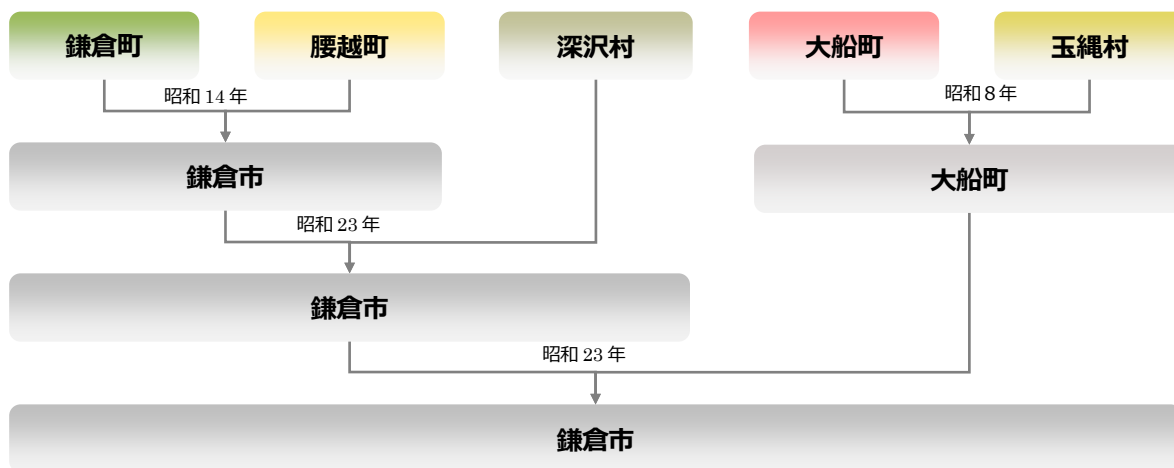 鎌倉町
腰越町
深沢村
大船町
玉縄村
昭和 14 年
昭和８年
鎌倉市
大船町
昭和 23 年
鎌倉市
昭和 23 年
鎌倉市